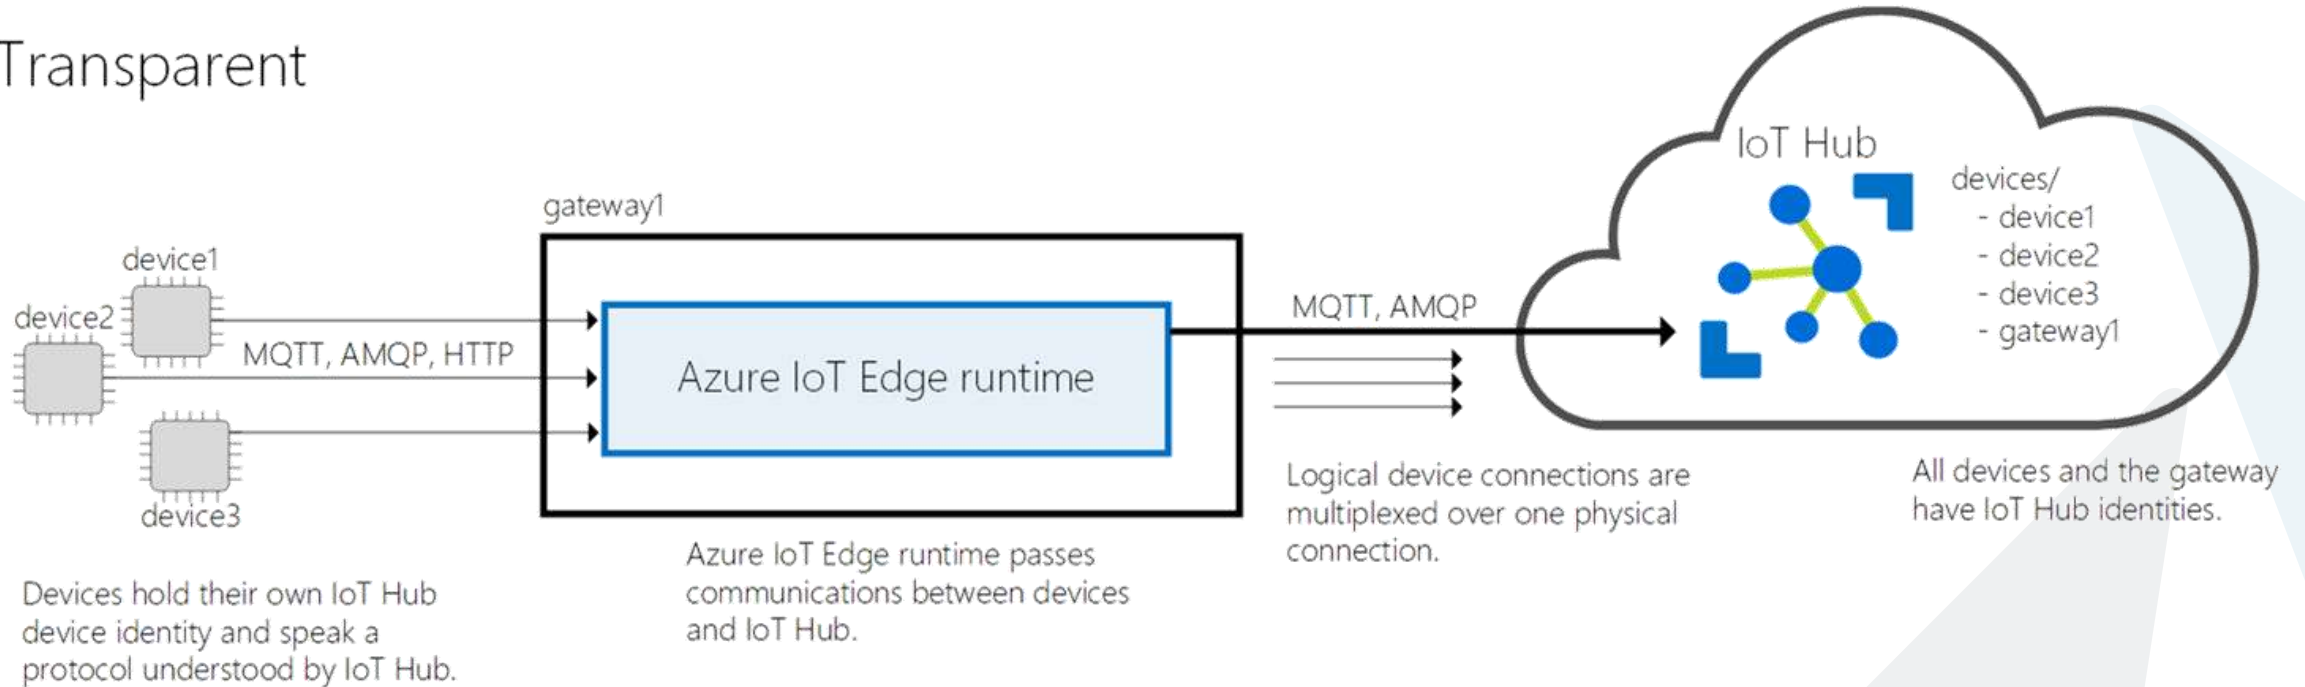 Transparent
IoT Hub
devices/
- device1
- device2
- device3
- gateway1
gateway1
device1
device2
device3
MQTT, AMQP, HTTP
Azure IoT Edge runtime
MQTT, AMQP
Devices hold their own IoT Hub
device identity and speak a
protocol understood by IoT Hub.
Azure IoT Edge runtime passes
communications between devices
and IoT Hub.
Logical device connections are
multiplexed over one physical
connection.
All devices and the gateway
have IoT Hub identities.